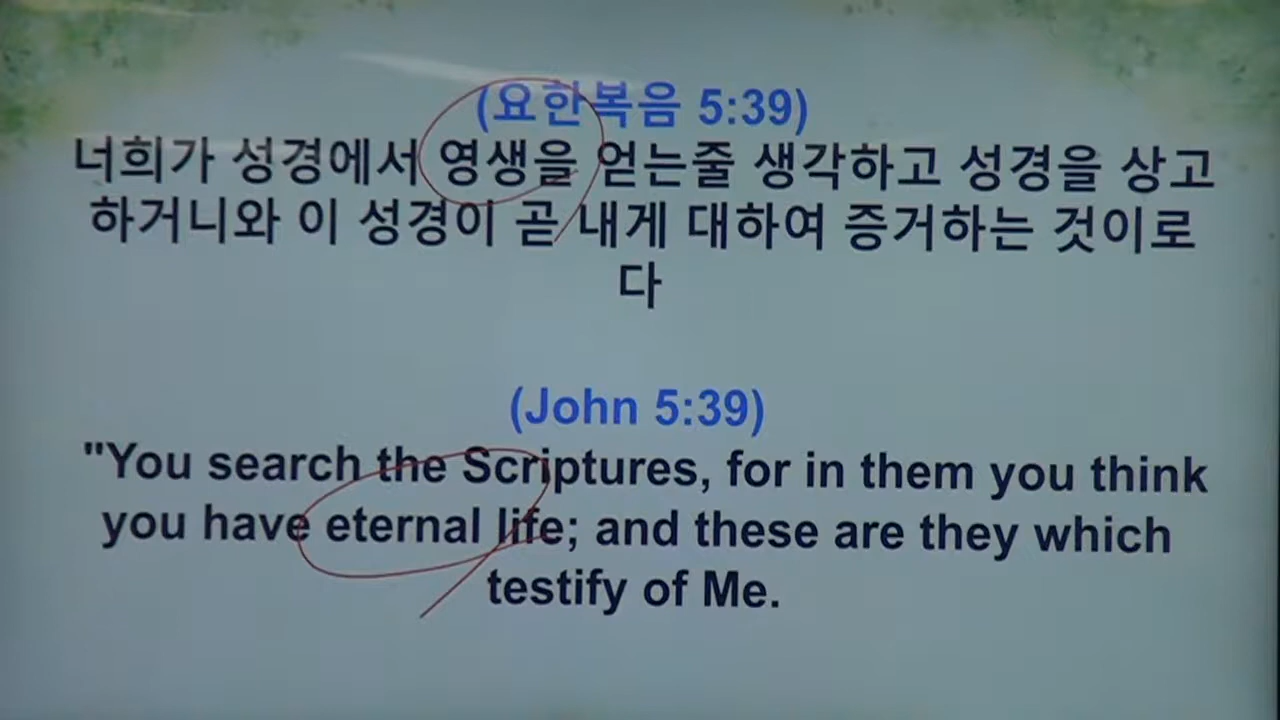 (요한복음 5:39)
너희가 성경에서 영생을 얻는줄 생각하고 성경을 상고
하거니와 이 성경이 곧 내게 대하여 증거하는 것이로
다
(John 5:39)
"You search the Scriptures, for in them you think
you have eternal life; and these are they which
testify of Me.